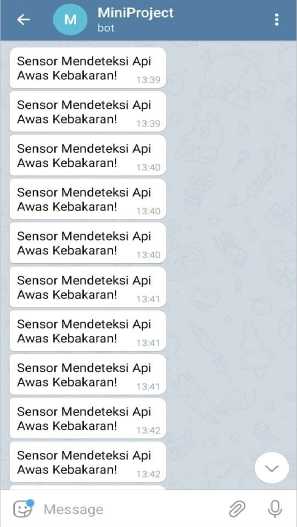 MiniProject
bot
Sensor Mendeteksi Api
Awas Kebakaran! 13:39
Sensor Mendeteksi Api
Awas Kebakaran! 13:39
Sensor Mendeteksi Api
Awas Kebakaran! 13:40
Sensor Mendeteksi Api
Awas Kebakaran! 13:40
Sensor Mendeteksi Api
Awas Kebakaran! 13:40
Sensor Mendeteksi Api
Awas Kebakaran! 13:41
Sensor Mendeteksi Api
Awas Kebakaran! 13:41
Sensor Mendeteksi Api
Awas Kebakaran! 13:41
Sensor Mendeteksi Api
Awas Kebakaran! 13:42
Sensor Mendeteksi Api
Awas Kebakaran! 13:42
Message